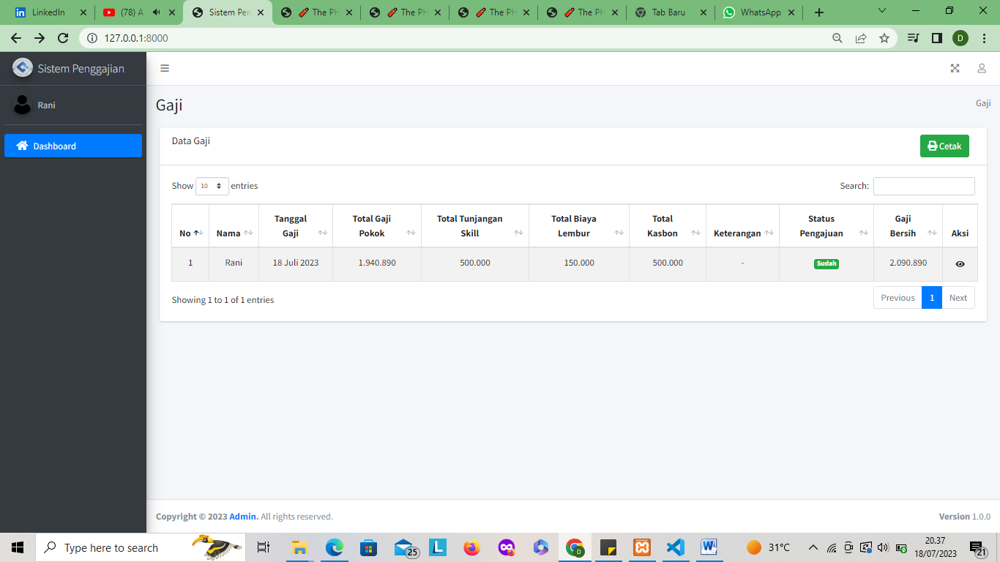 LinkedIn
(78) A
Sistem Pen
The PH
The PH
The PH
The PH
Tab Baru
WhatsApp
127.0.0.1:8000
D
Sistem Penggajian
Rani
Dashboard
Gaji
Gaji
Data Gaji
Cetak
Show 10 entries
Search:
No Nama Tanggal Gaji Total Gaji Pokok Total Tunjangan Skill Total Biaya Lembur Total Kasbon Keterangan Status Pengajuan Gaji Bersih Aksi
1 Rani 18 Juli 2023 1.940.890 500.000 150.000 500.000 - Sudah 2.090.890
Showing 1 to 1 of 1 entries
Previous 1 Next
Copyright © 2023 Admin. All rights reserved.
Version 1.0.0
Type here to search
25
L
D
W
31°C
20.37
18/07/2023
21